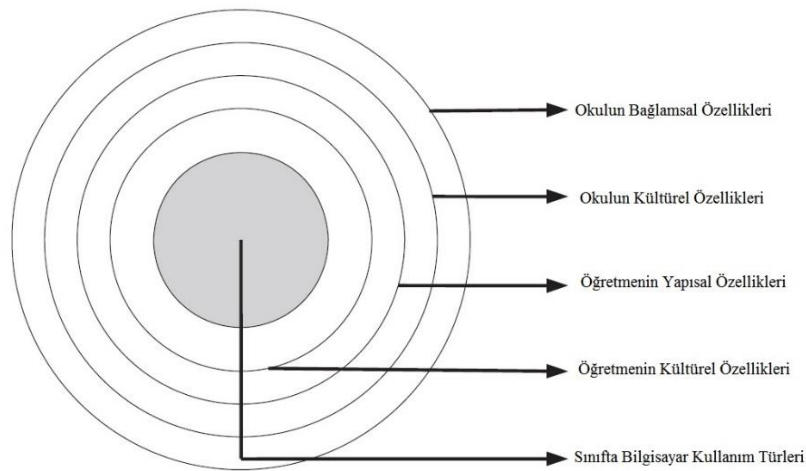 Okulun Bağlamsal Özellikleri
Okulun Kültürel Özellikleri
Öğretmenin Yapısal Özellikleri
Öğretmenin Kültürel Özellikleri
Sınıfta Bilgisayar Kullanım Türleri